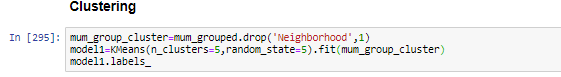 Clustering
In [295]: mum_group_cluster=mum_grouped.drop('Neighborhood',1)
model1=KMeans(n_clusters=5,random_state=5).fit(mum_group_cluster)
model1.labels_